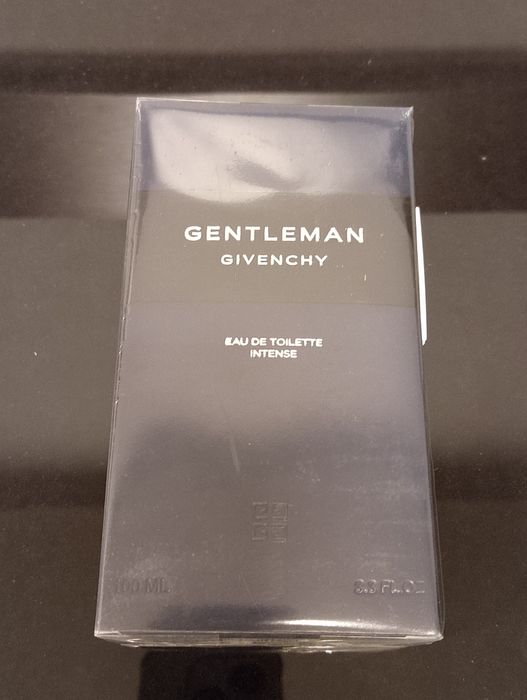 GENTLEMAN
GIVENCHY
EAU DE TOILETTE
INTENSE
100 ML 3.3 FL.OZ